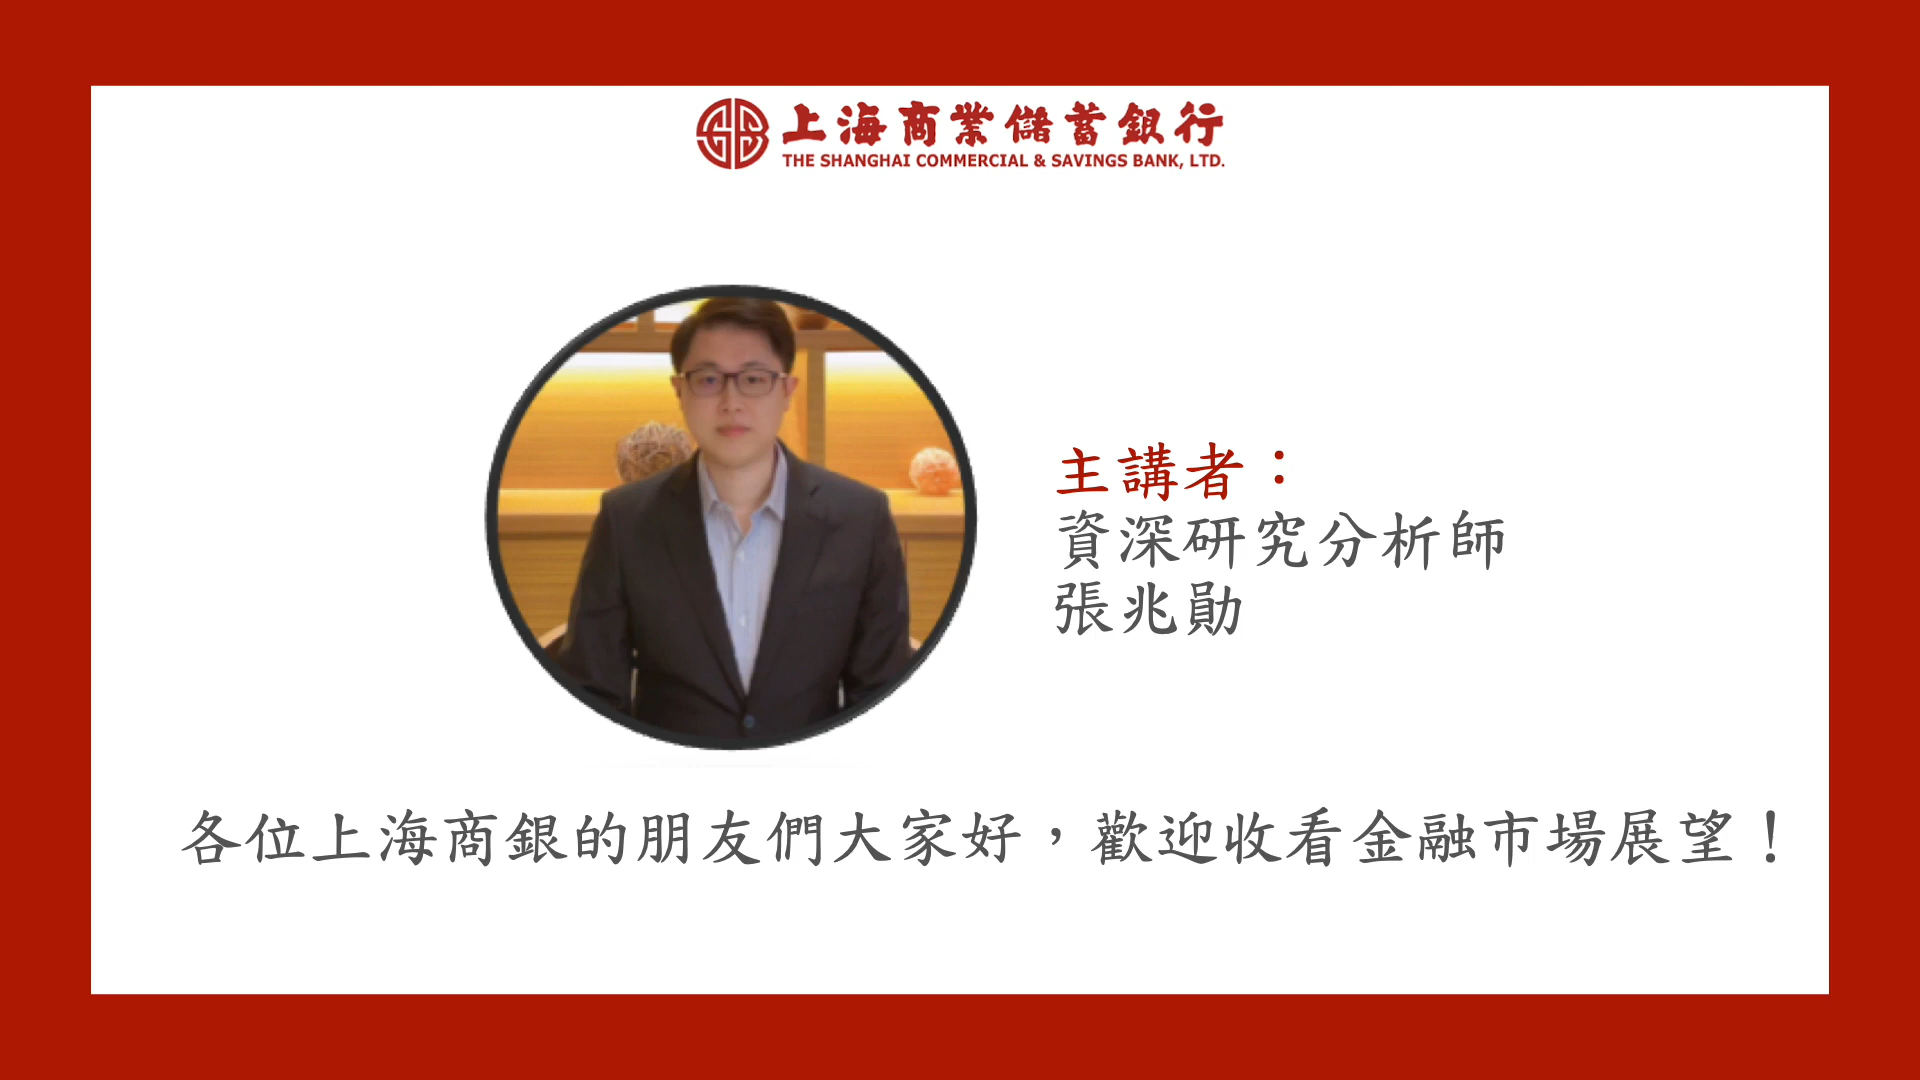 上海商業儲蓄銀行
THE SHANGHAI COMMERCIAL & SAVINGS BANK, LTD.
主講者：
資深研究分析師
張兆勛
各位上海商銀的朋友們大家好，歡迎收看金融市場展望！